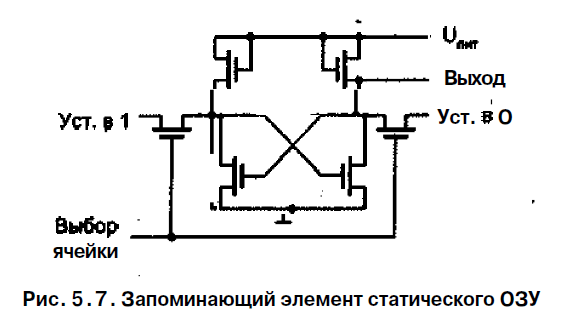 Uпит
Выход
Уст. в 1
Уст. в 0
Выбор
ячейки
Рис. 5.7. Запоминающий элемент статического ОЗУ